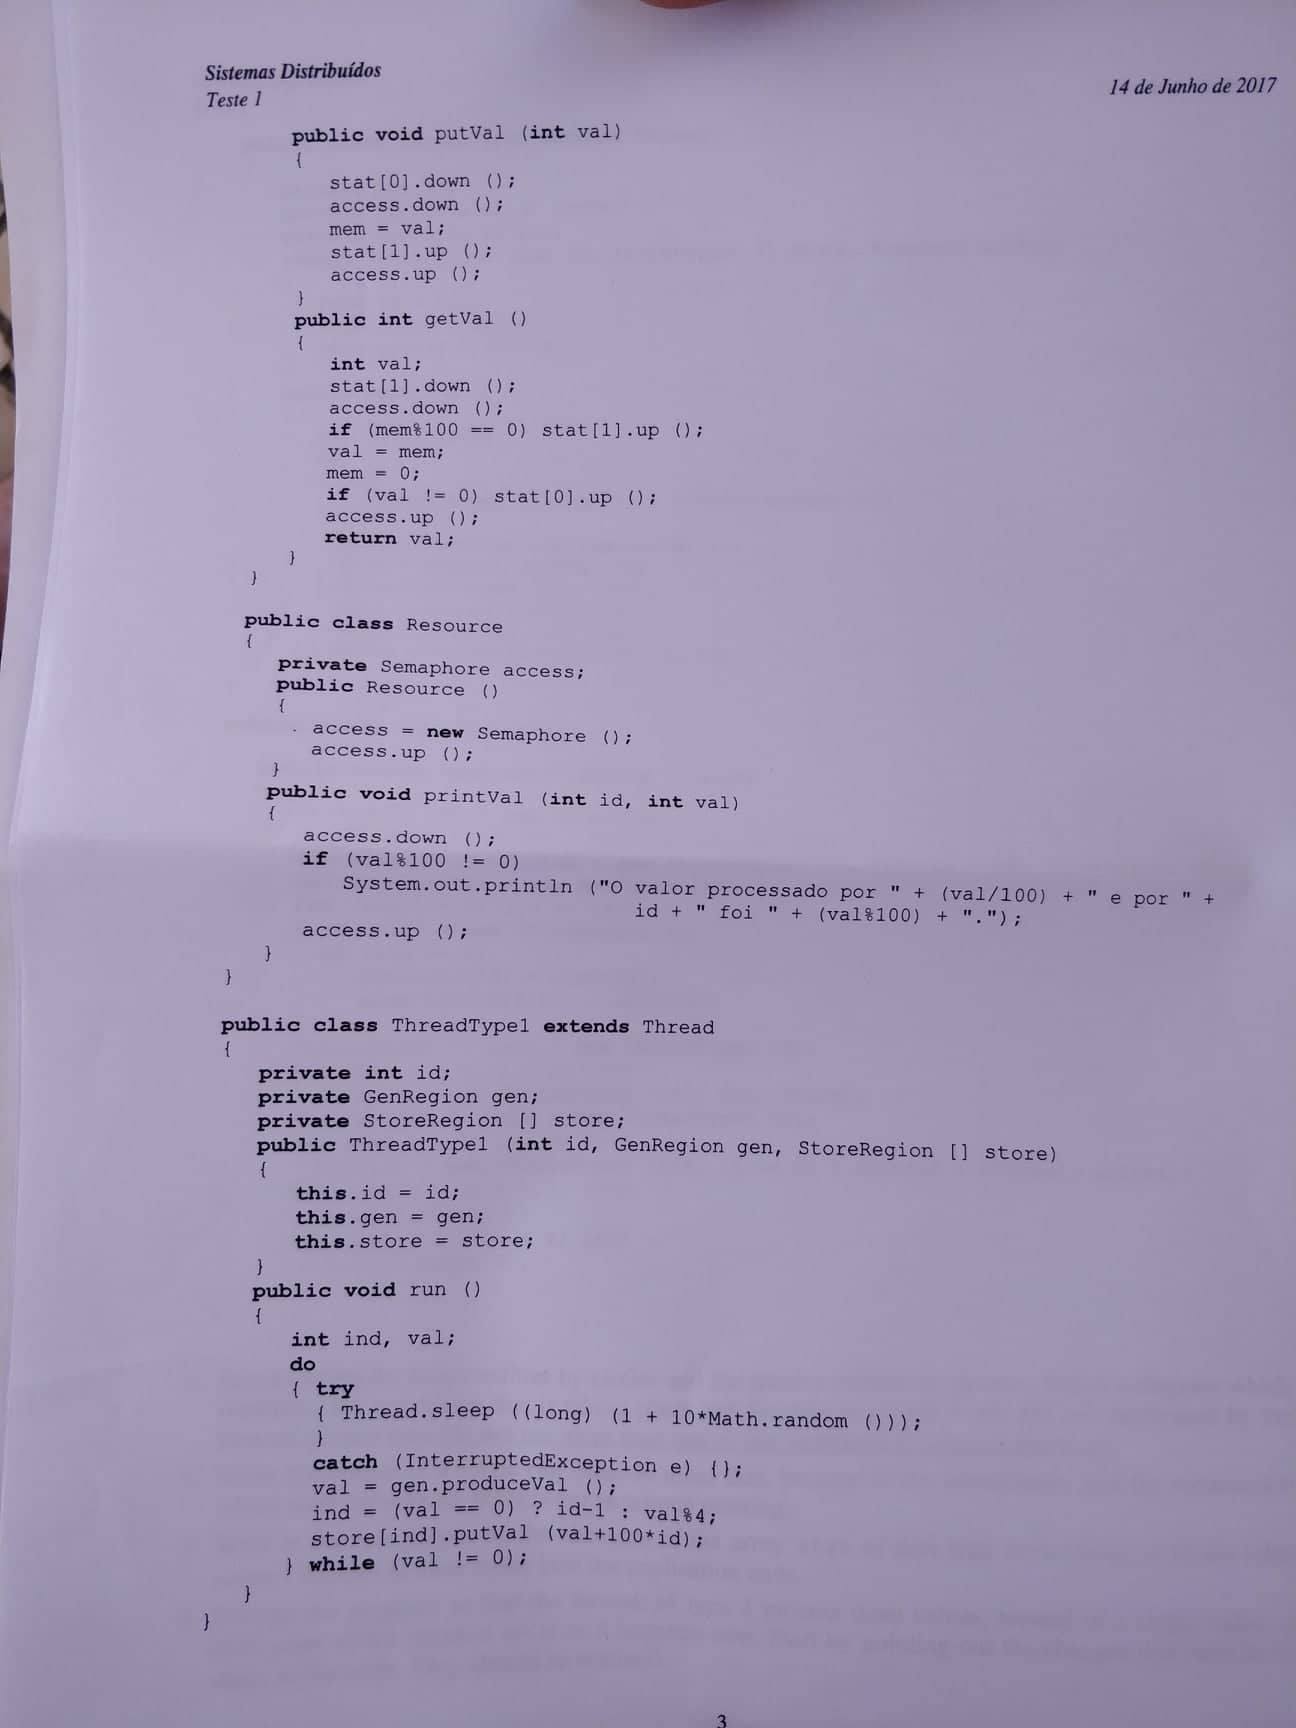 Sistemas Distribuídos
Teste 1
14 de Junho de 2017
public void putVal (int val)
{
stat[0].down ();
access.down ();
mem = val;
stat[1].up ();
access.up ();
}
public int getVal ()
{
int val;
stat[1].down ();
access.down ();
if (mem%100 == 0) stat[1].up ();
val = mem;
mem = 0;
if (val != 0) stat[0].up ();
access.up ();
return val;
}
}
public class Resource
{
private Semaphore access;
public Resource ()
{
access = new Semaphore ();
access.up ();
}
public void printVal (int id, int val)
{
access.down ();
if (val%100 != 0)
System.out.println ("O valor processado por " + (val/100) + " e por " +
id + " foi " + (val%100) + ".");
access.up ();
}
}
public class ThreadType1 extends Thread
{
private int id;
private GenRegion gen;
private StoreRegion [] store;
public ThreadType1 (int id, GenRegion gen, StoreRegion [] store)
{
this.id = id;
this.gen = gen;
this.store = store;
}
public void run ()
{
int ind, val;
do
{ try
{ Thread.sleep ((long) (1 + 10*Math.random ()));
}
catch (InterruptedException e) {};
val = gen.produceVal ();
ind = (val == 0) ? id-1 : val%4;
store[ind].putVal (val+100*id);
} while (val != 0);
}
}
3